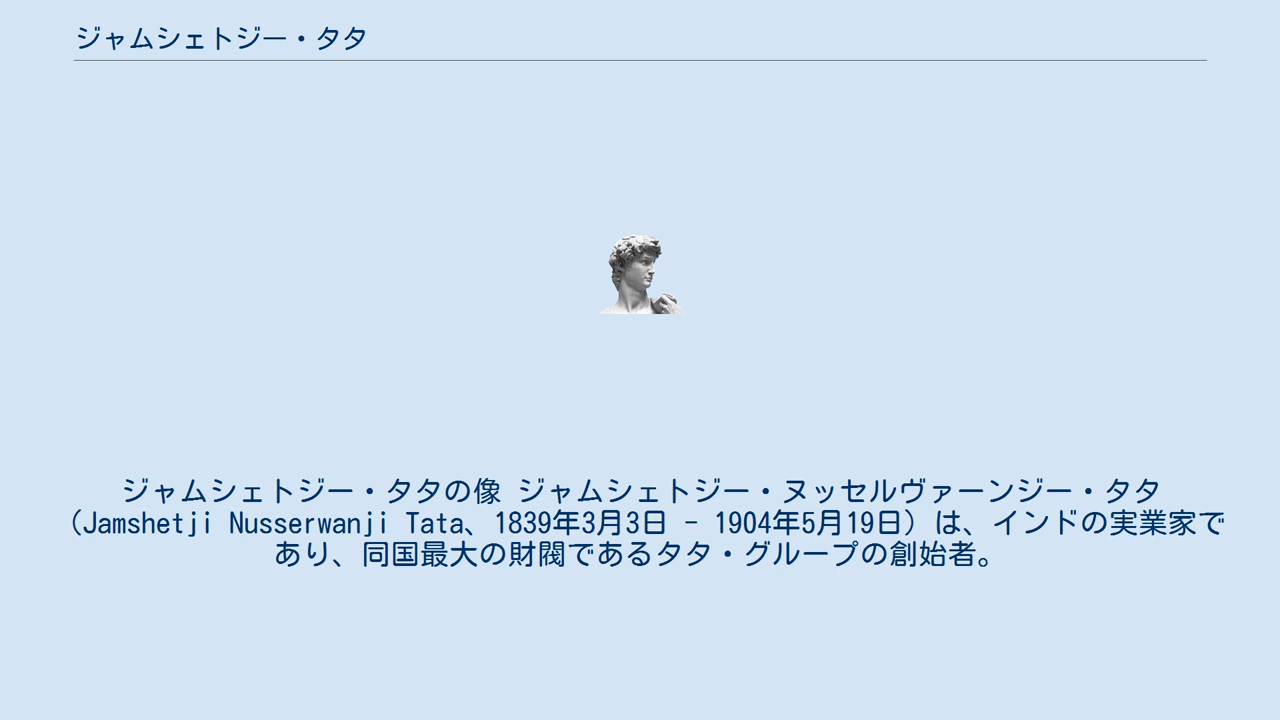 ジャムシェトジー・タタ
ジャムシェトジー・タタの像 ジャムシェトジー・ヌッセルヴァーンジー・タタ
（Jamshetji Nusserwanji Tata、1839年3月3日 - 1904年5月19日）は、インドの実業家で
あり、同国最大の財閥であるタタ・グループの創始者。